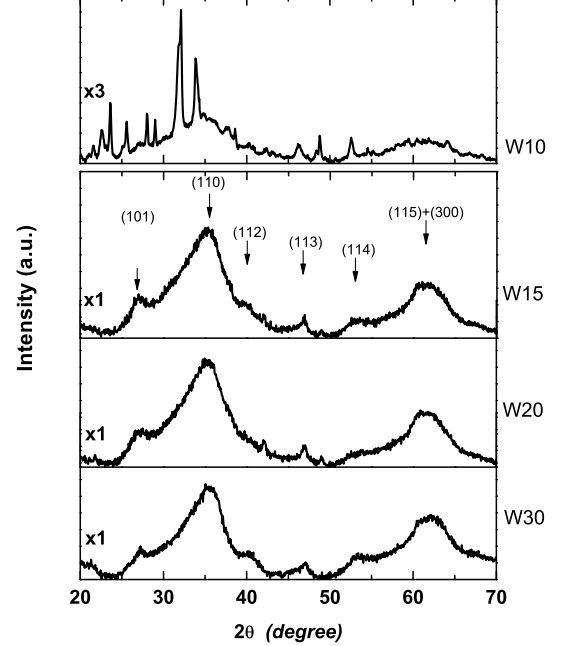 x3
W10
(110)
(101)
(112)
(113)
(114)
(115)+(300)
x1
W15
x1
W20
x1
W30
Intensity (a.u.)
20 30 40 50 60 70
2θ (degree)